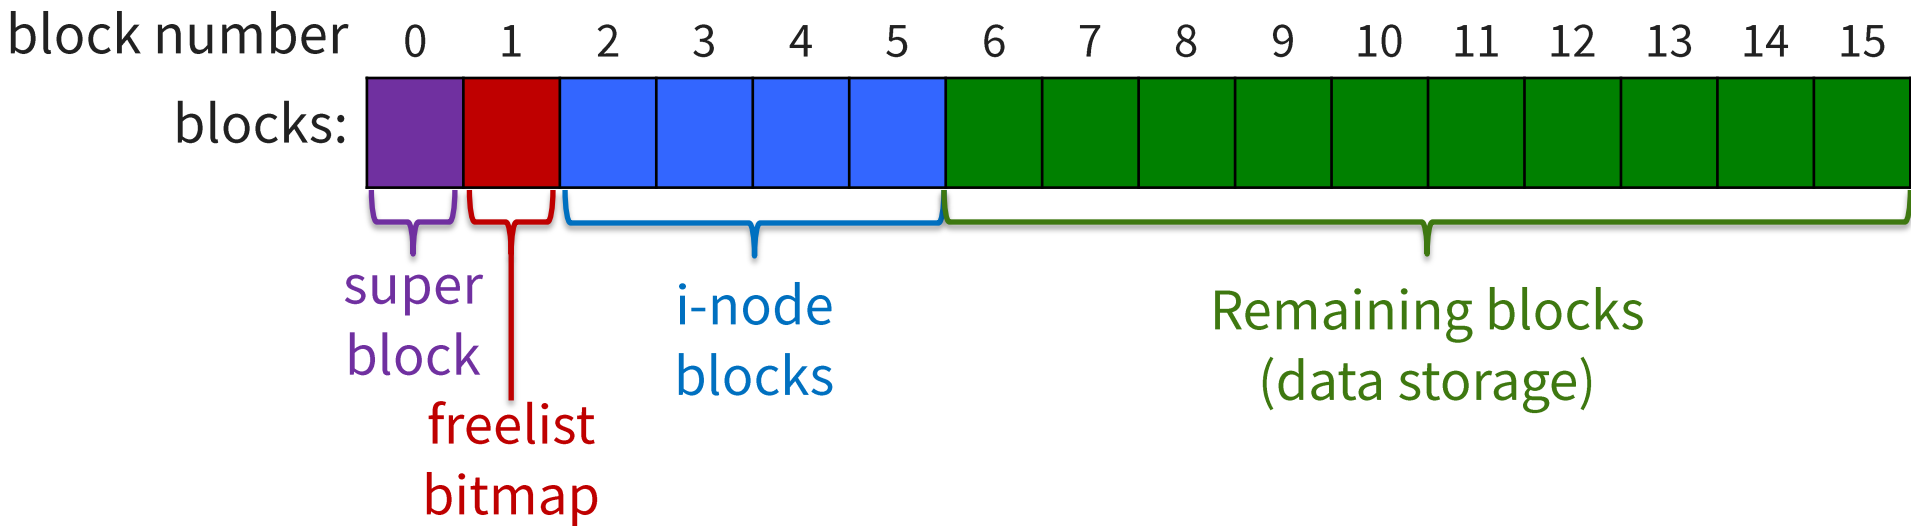 block number 0 1 2 3 4 5 6 7 8 9 10 11 12 13 14 15
blocks:
super
block
freelist
bitmap
i-node
blocks
Remaining blocks
(data storage)